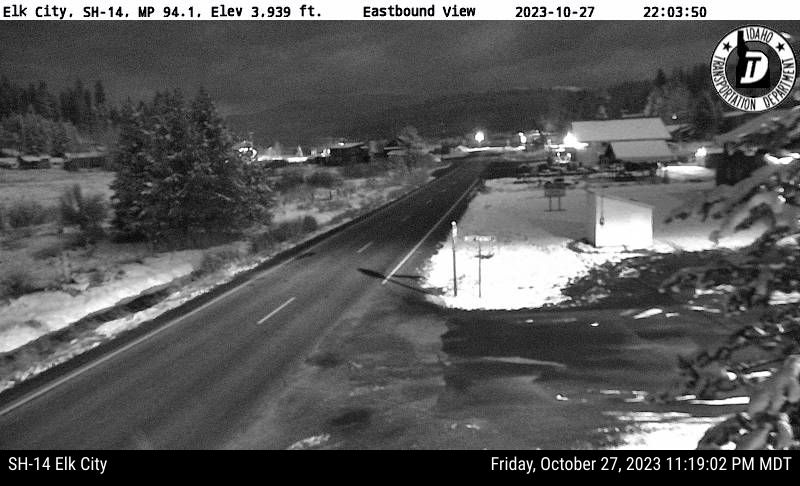 Elk City, SH-14, MP 94.1, Elev 3,939 ft. Eastbound View 2023-10-27 22:03:50
IDAHO
TRANSPORTATION DEPARTMENT
SH-14 Elk City Friday, October 27, 2023 11:19:02 PM MDT